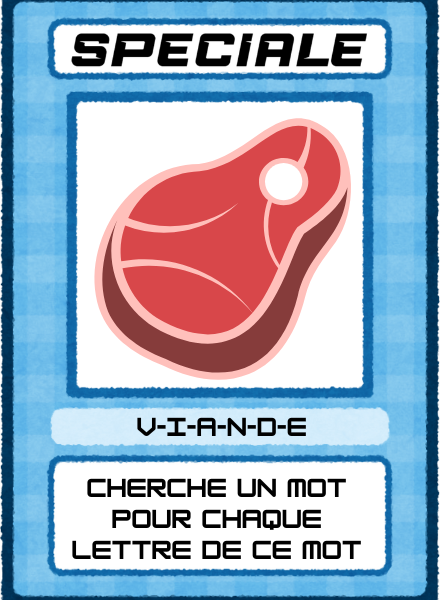 SPECIALE
V-I-A-N-D-E
CHERCHE UN MOT
POUR CHAQUE
LETTRE DE CE MOT